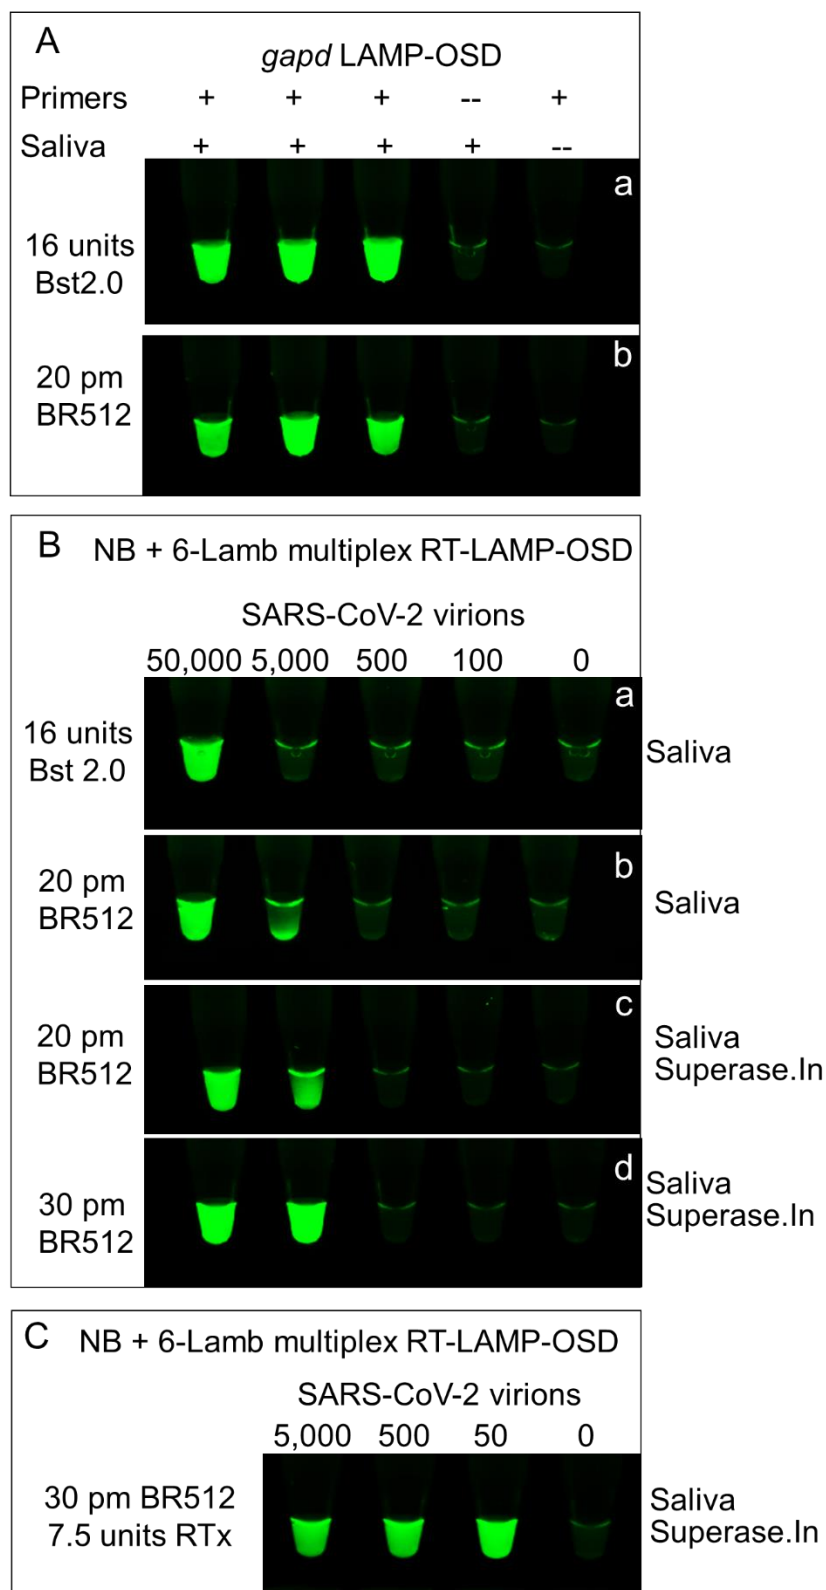 A
gapd LAMP-OSD
Primers + + + -- +
Saliva + + + + --
a
16 units
Bst2.0
b
20 pm
BR512
B NB + 6-Lamb multiplex RT-LAMP-OSD
SARS-CoV-2 virions
50,000 5,000 500 100 0
a
16 units
Bst 2.0
Saliva
b
20 pm
BR512
Saliva
c
20 pm
BR512
Saliva
Superase.In
d
30 pm
BR512
Saliva
Superase.In
C NB + 6-Lamb multiplex RT-LAMP-OSD
SARS-CoV-2 virions
5,000 500 50 0
30 pm BR512
7.5 units RTx
Saliva
Superase.In